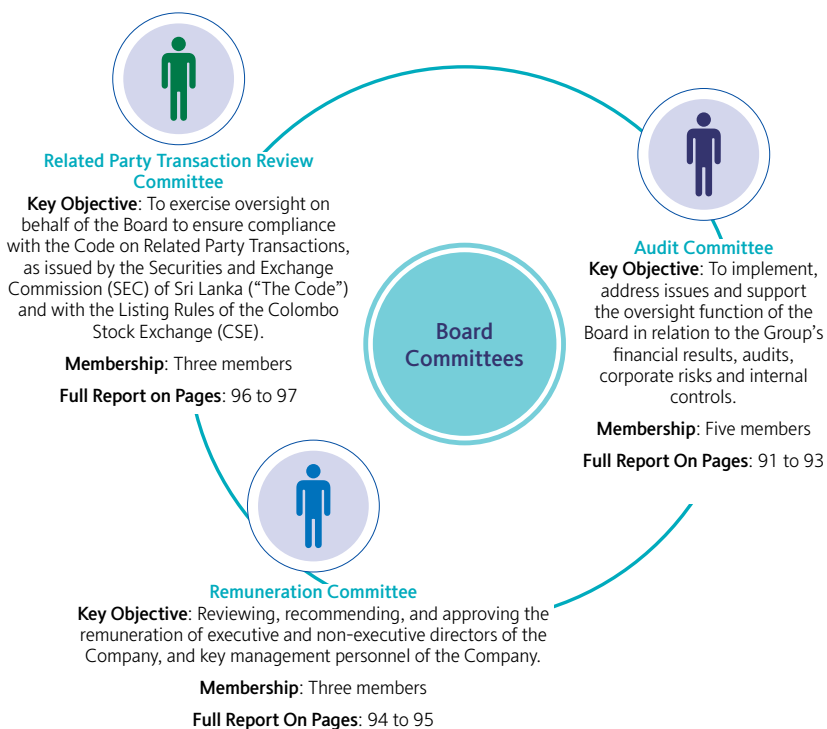 Related Party Transaction Review
Committee
Key Objective: To exercise oversight on
behalf of the Board to ensure compliance
with the Code on Related Party Transactions,
as issued by the Securities and Exchange
Commission (SEC) of Sri Lanka (“The Code”)
and with the Listing Rules of the Colombo
Stock Exchange (CSE).
Membership: Three members
Full Report on Pages: 96 to 97
Board
Committees
Audit Committee
Key Objective: To implement,
address issues and support
the oversight function of the
Board in relation to the Group’s
financial results, audits,
corporate risks and internal
controls.
Membership: Five members
Full Report On Pages: 91 to 93
Remuneration Committee
Key Objective: Reviewing, recommending, and approving the
remuneration of executive and non-executive directors of the
Company, and key management personnel of the Company.
Membership: Three members
Full Report On Pages: 94 to 95